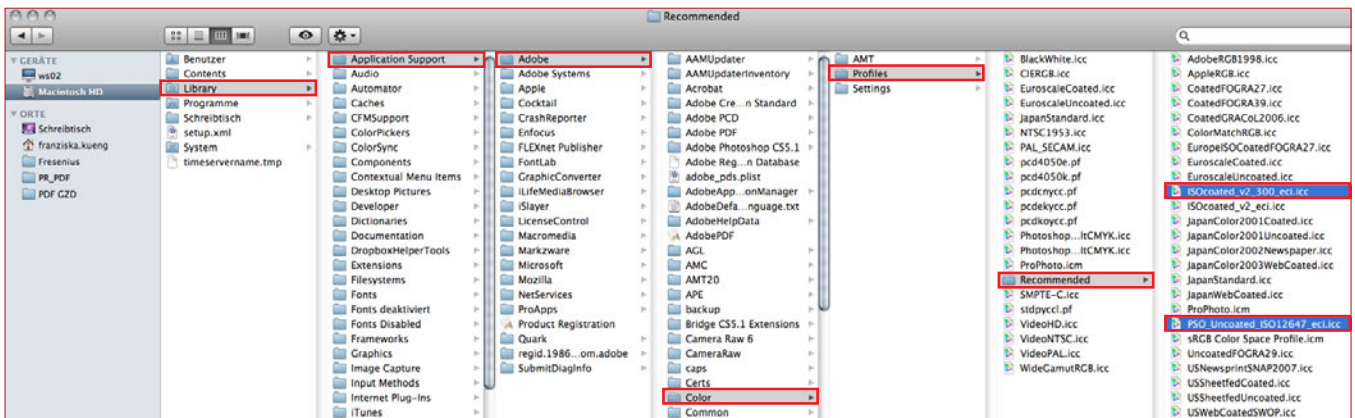 Recommended
GERÄTE
ws02
Macintosh HD
ORTE
Schreibtisch
franziska.kueng
Fresenius
PR_PDF
PDF GZD
Benutzer
Contents
Library
Programme
Schreibtisch
setup.xml
System
timeservername.tmp
Application Support
Audio
Automator
Caches
CFMSupport
ColorPickers
ColorSync
Components
Contextual Menu Items
Desktop Pictures
Developer
Dictionaries
Documentation
DropboxHelperTools
Extensions
Filesystems
Fonts
Fonts deaktiviert
Fonts Disabled
Frameworks
Graphics
Image Capture
Input Methods
Internet Plug-Ins
iTunes
Adobe
Adobe Systems
Apple
Cocktail
CrashReporter
Enfocus
FLEXnet Publisher
FontLab
GraphicConverter
iLifeMediaBrowser
iSlayer
LicenseControl
Macromedia
Markzware
Microsoft
Mozilla
NetServices
ProApps
Product Registration
Quark
regid.1986...om.adobe
SubmitDiagInfo
AAMUpdater
AAMUpdaterInventory
Acrobat
Adobe Cre...n Standard
Adobe PCD
Adobe PDF
Adobe Photoshop CS5.1
Adobe Reg...n Database
adobe_pds.plist
AdobeApp...onManager
AdobeDefa...nguage.txt
AdobeHelpData
AdobePDF
AGL
AMC
AMT20
APE
backup
Bridge CS5.1 Extensions
Camera Raw 6
CameraRaw
caps
Certs
Color
Common
AMT
Profiles
Settings
BlackWhite.icc
CIERGB.icc
EuroscaleCoated.icc
EuroscaleUncoated.icc
JapanStandard.icc
NTSC1953.icc
PAL_SECAM.icc
pcd4050e.pf
pcd4050k.pf
pcdcnycc.pf
pcdekycc.pf
pcdkoycc.pf
Photoshop...ltCMYK.icc
Photoshop...ltCMYK.icc
ProPhoto.icm
Recommended
SMPTE-C.icc
stdpyccl.pf
VideoHD.icc
VideoNTSC.icc
VideoPAL.icc
WideGamutRGB.icc
AdobeRGB1998.icc
AppleRGB.icc
CoatedFOGRA27.icc
CoatedFOGRA39.icc
CoatedGRACoL2006.icc
ColorMatchRGB.icc
EuropeISOCoatedFOGRA27.icc
EuroscaleCoated.icc
EuroscaleUncoated.icc
ISOcoated_v2_300_eci.icc
ISOcoated_v2_eci.icc
JapanColor2001Coated.icc
JapanColor2001Uncoated.icc
JapanColor2002Newspaper.icc
JapanColor2003WebCoated.icc
JapanStandard.icc
JapanWebCoated.icc
ProPhoto.icm
PSO_Uncoated_ISO12647_eci.icc
sRGB Color Space Profile.icm
UncoatedFOGRA29.icc
USNewsprintSNAP2007.icc
USSheetfedCoated.icc
USSheetfedUncoated.icc
USWebCoatedSWOP.icc